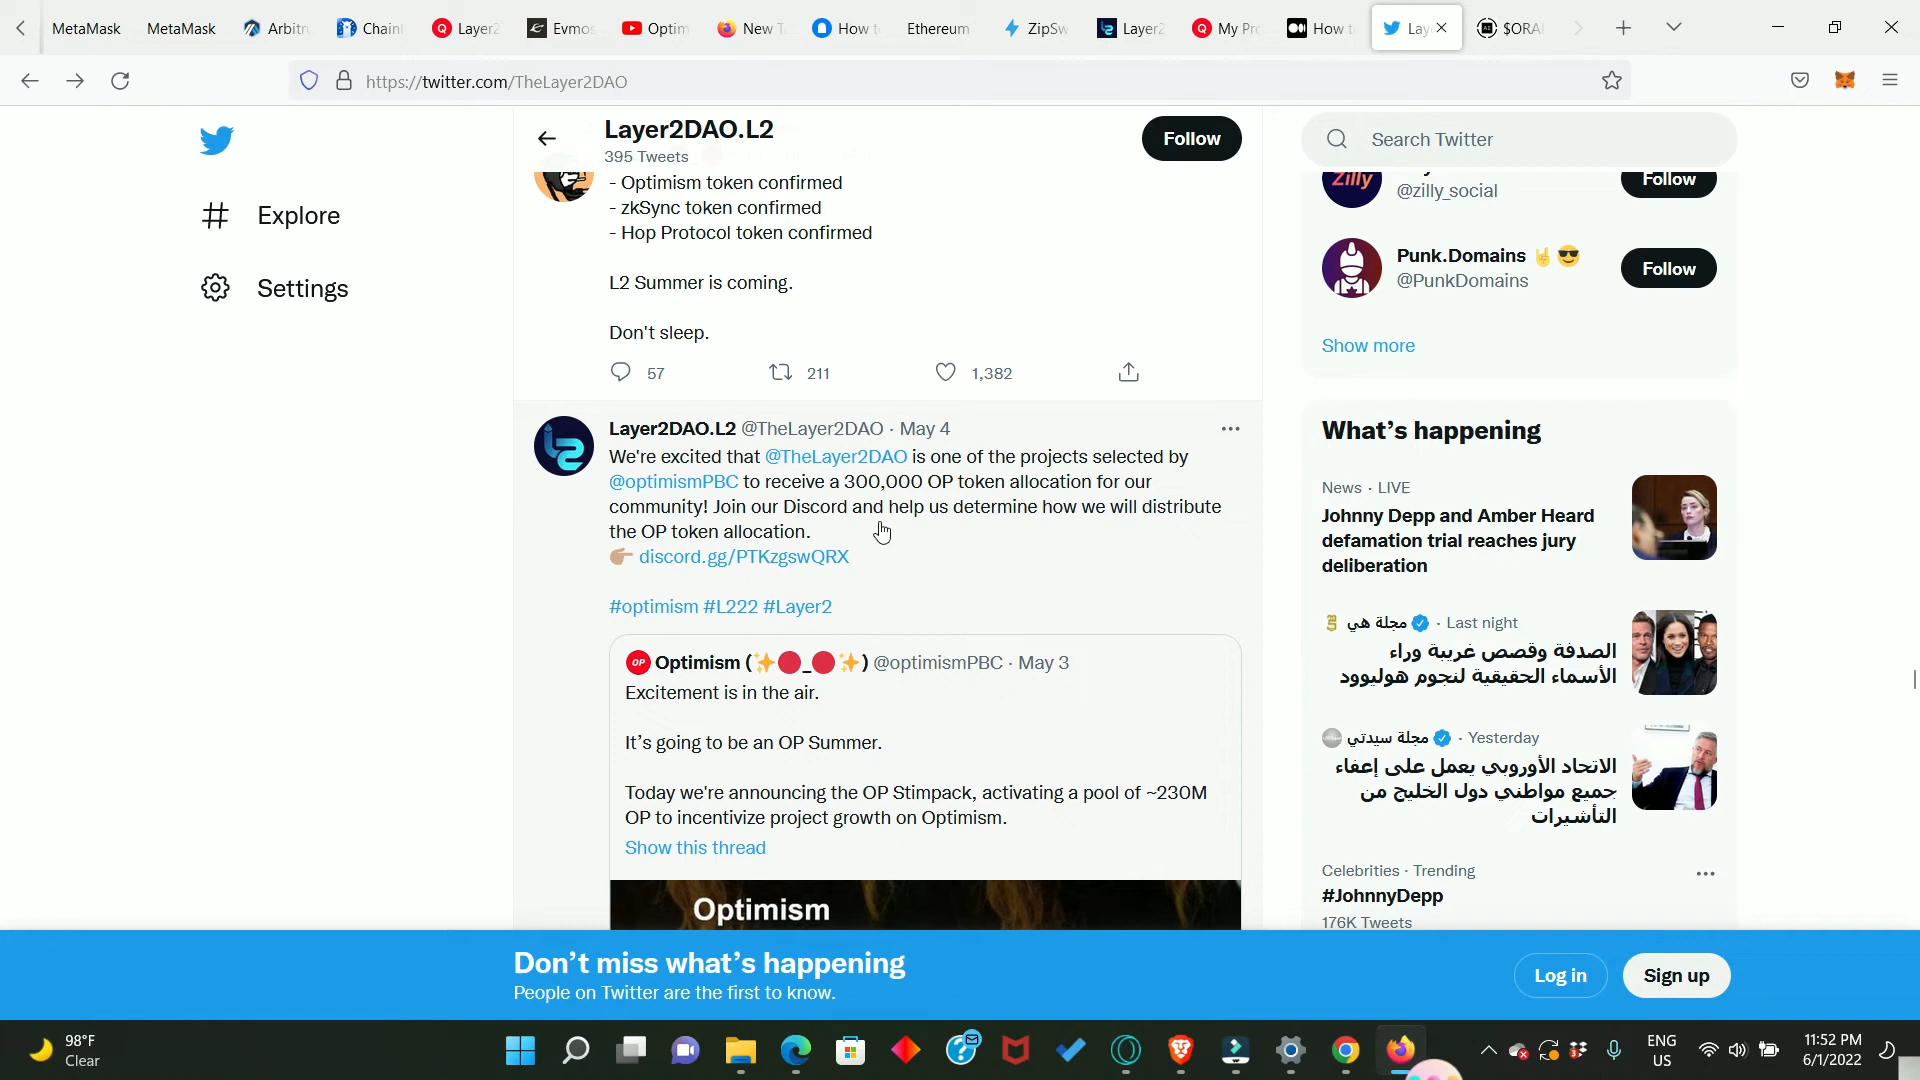 MetaMask
MetaMask
Arbitr
Chain
Layer2
Evmos
Optim
New T
How t
Ethereum
ZipSw
Layer2
My Pr
How t
Lay
$ORA
https://twitter.com/TheLayer2DAO
Layer2DAO.L2
395 Tweets
Follow
Search Twitter
Explore
Settings
- Optimism token confirmed
- zkSync token confirmed
- Hop Protocol token confirmed
L2 Summer is coming.
Don't sleep.
57 211 1,382
Layer2DAO.L2 @TheLayer2DAO · May 4
We're excited that @TheLayer2DAO is one of the projects selected by
@optimismPBC to receive a 300,000 OP token allocation for our
community! Join our Discord and help us determine how we will distribute
the OP token allocation.
👉🏽 discord.gg/PTKzgswQRX
#optimism #L222 #Layer2
OP Optimism (✨🔴_🔴✨) @optimismPBC · May 3
Excitement is in the air.
It's going to be an OP Summer.
Today we're announcing the OP Stimpack, activating a pool of ~230M
OP to incentivize project growth on Optimism.
Show this thread
Optimism
Zilly
@zilly_social
Follow
Punk.Domains 🤘😎
@PunkDomains
Follow
Show more
What's happening
News · LIVE
Johnny Depp and Amber Heard
defamation trial reaches jury
deliberation
مجلة هي · Last night
الصدفة وقصص غريبة وراء
الأسماء الحقيقية لنجوم هوليوود
مجلة سيدتي · Yesterday
الاتحاد الأوروبي يعمل على إعفاء
جميع مواطني دول الخليج من
التأشيرات
Celebrities · Trending
#JohnnyDepp
176K Tweets
Don't miss what's happening
People on Twitter are the first to know.
Log in
Sign up
98°F
Clear
ENG
US
11:52 PM
6/1/2022